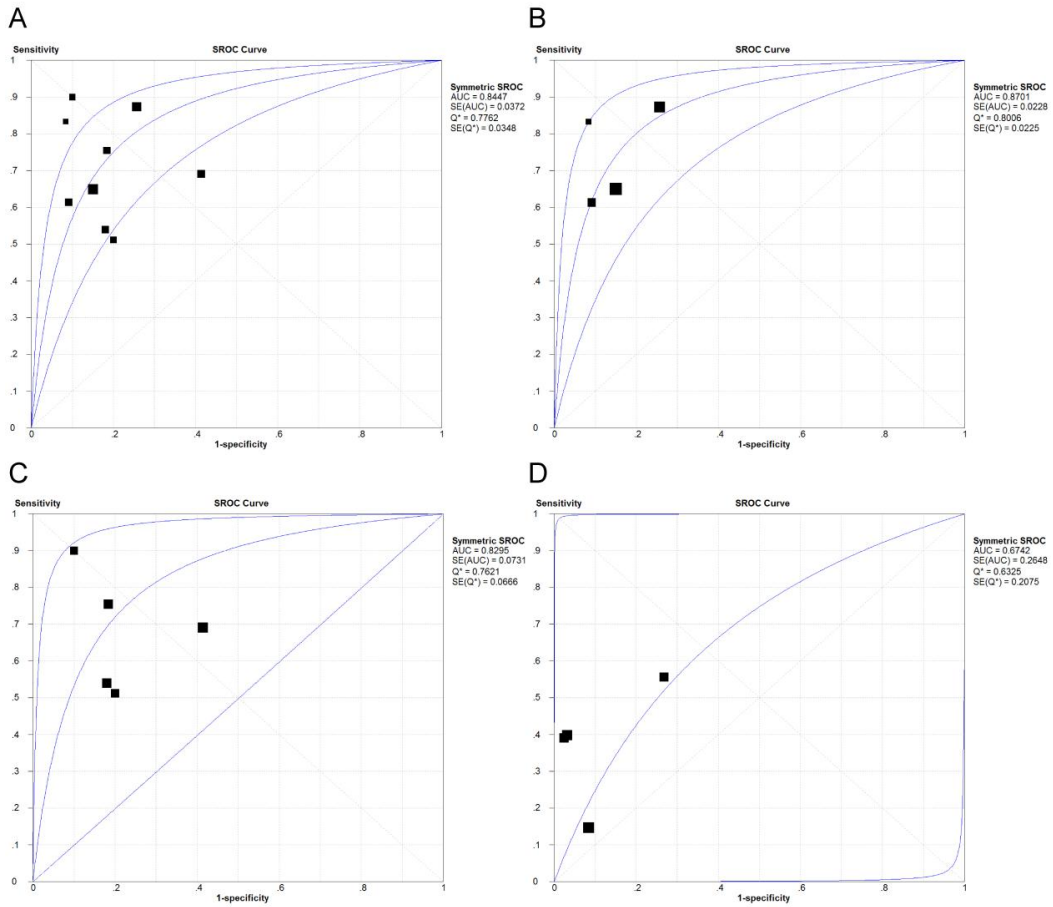 A
Sensitivity
SROC Curve
1
.9
.8
.7
.6
.5
.4
.3
.2
.1
0
0
.2
.4
.6
.8
1
1-specificity
Symmetric SROC
AUC = 0.8447
SE(AUC) = 0.0372
Q* = 0.7762
SE(Q*) = 0.0348
B
Sensitivity
SROC Curve
1
.9
.8
.7
.6
.5
.4
.3
.2
.1
0
0
.2
.4
.6
.8
1
1-specificity
Symmetric SROC
AUC = 0.8701
SE(AUC) = 0.0228
Q* = 0.8006
SE(Q*) = 0.0225
C
Sensitivity
SROC Curve
1
.9
.8
.7
.6
.5
.4
.3
.2
.1
0
0
.2
.4
.6
.8
1
1-specificity
Symmetric SROC
AUC = 0.8295
SE(AUC) = 0.0731
Q* = 0.7621
SE(Q*) = 0.0666
D
Sensitivity
SROC Curve
1
.9
.8
.7
.6
.5
.4
.3
.2
.1
0
0
.2
.4
.6
.8
1
1-specificity
Symmetric SROC
AUC = 0.6742
SE(AUC) = 0.2648
Q* = 0.6325
SE(Q*) = 0.2075